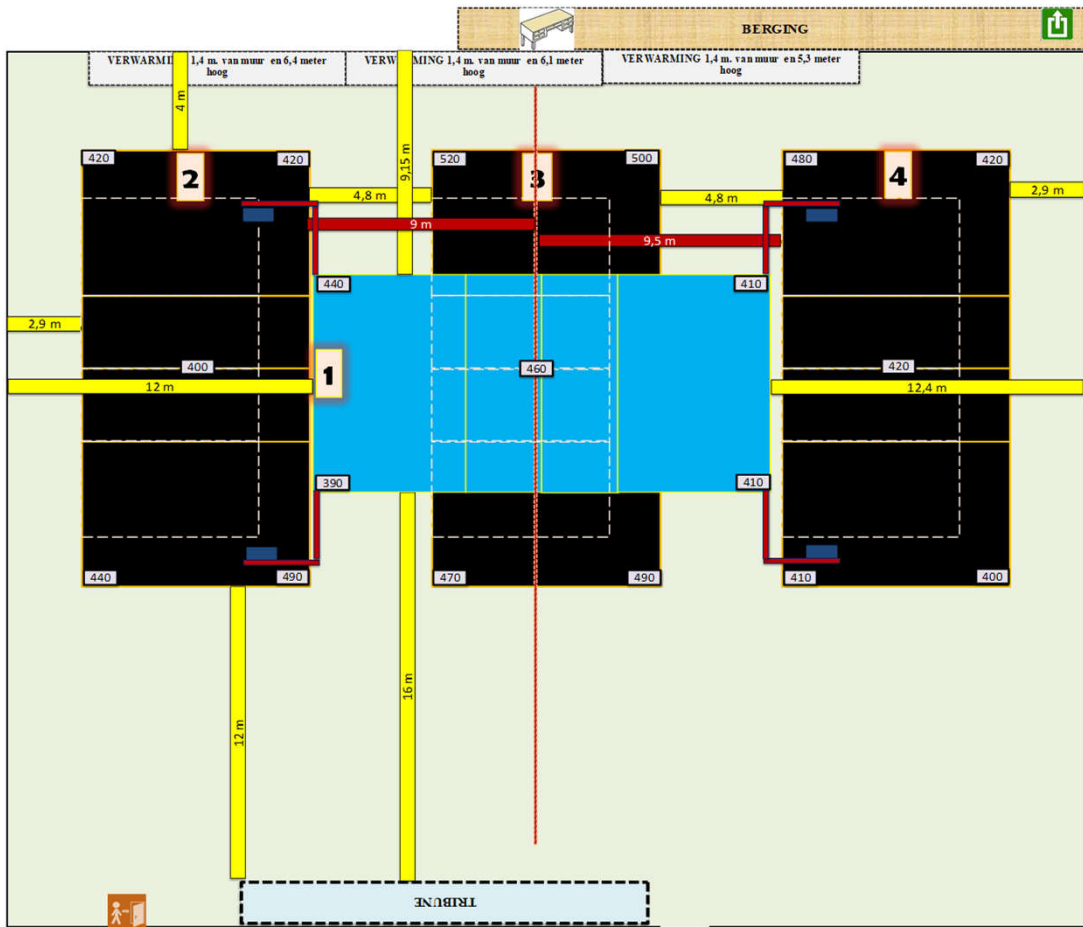 BERGING
VERWARMING 1,4 m. van muur en 6,4 meter
hoog
VERWARMING 1,4 m. van muur en 6,1 meter
hoog
VERWARMING 1,4 m. van muur en 5,3 meter
hoog
4 m
9,15 m
420
420
520
500
480
420
2
3
4
4,8 m
4,8 m
2,9 m
9 m
9,5 m
440
410
2,9 m
400
1
460
420
12 m
12,4 m
390
410
440
490
470
490
410
400
12 m
16 m
TRIBUNE